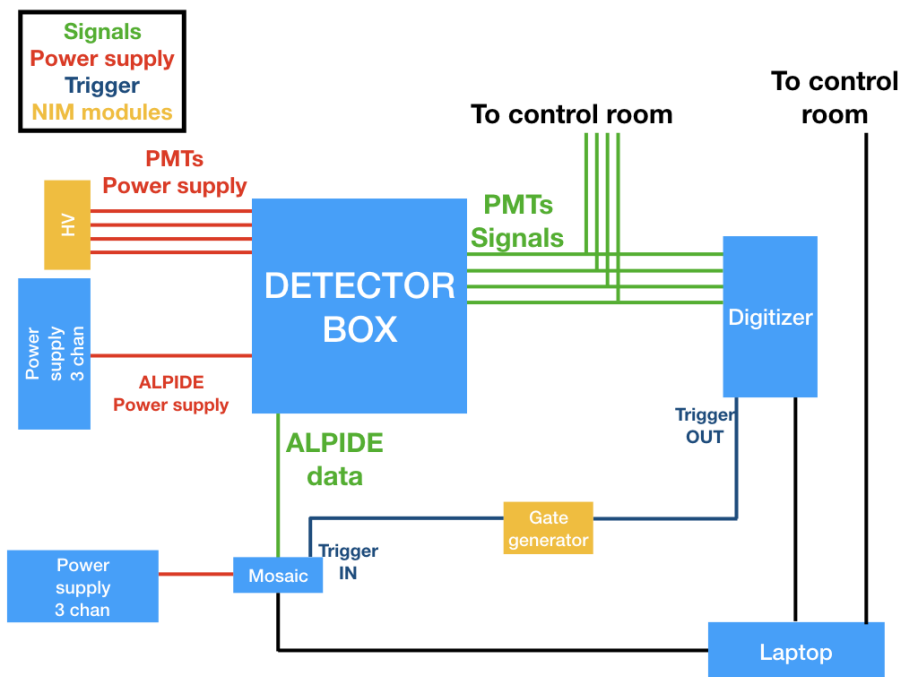 Signals
Power supply
Trigger
NIM modules
To control
room
To control room
PMTs
Power supply
HV
PMTs
Signals
DETECTOR
BOX
Digitizer
Power
supply
3 chan
ALPIDE
Power supply
Trigger
OUT
ALPIDE
data
Gate
generator
Trigger
IN
Power
supply
3 chan
Mosaic
Laptop